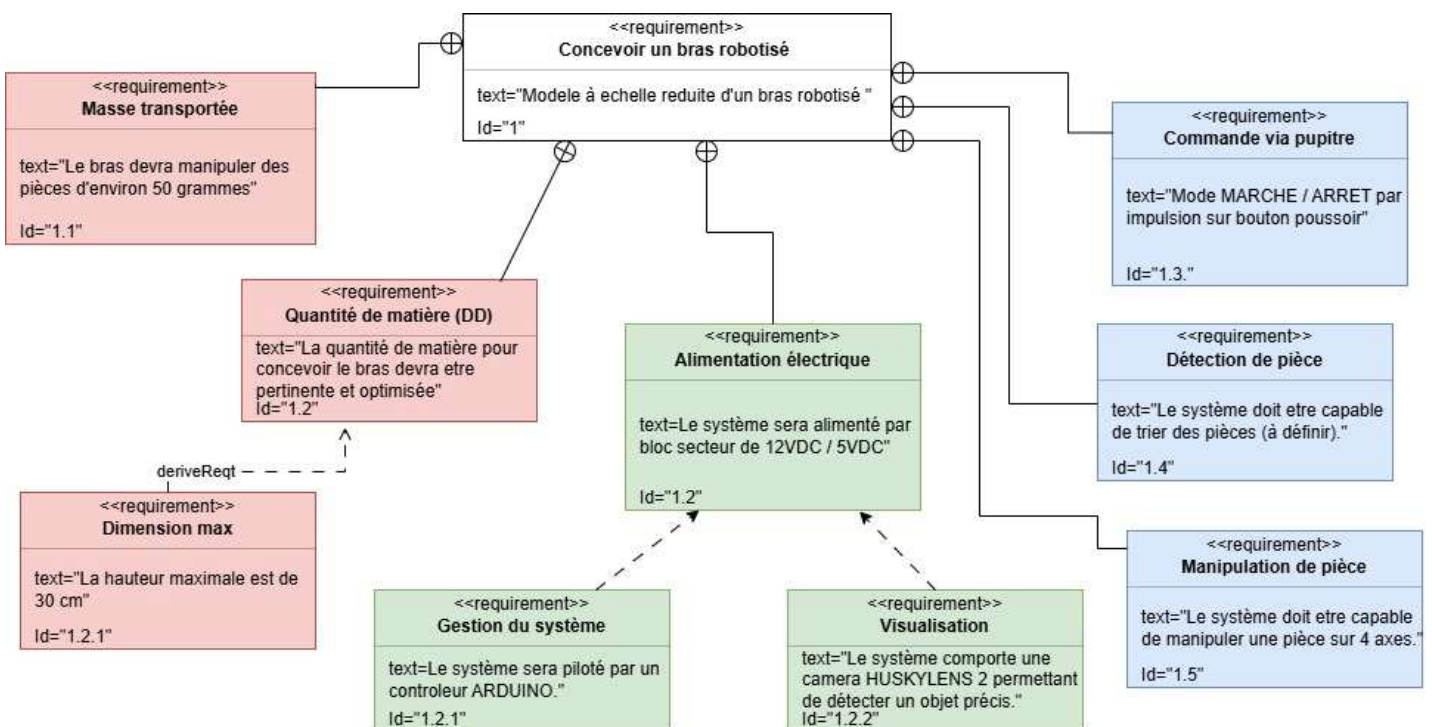 <<requirement>>
Concevoir un bras robotisé
text="Modele à echelle reduite d'un bras robotisé "
Id="1"
<<requirement>>
Masse transportée
text="Le bras devra manipuler des
pièces d'environ 50 grammes"
Id="1.1"
<<requirement>>
Commande via pupitre
text="Mode MARCHE / ARRET par
impulsion sur bouton poussoir"
Id="1.3."
<<requirement>>
Quantité de matière (DD)
text="La quantité de matière pour
concevoir le bras devra etre
pertinente et optimisée"
Id="1.2"
<<requirement>>
Alimentation électrique
text=Le système sera alimenté par
bloc secteur de 12VDC / 5VDC"
Id="1.2"
<<requirement>>
Détection de pièce
text="Le système doit etre capable
de trier des pièces (à définir)."
Id="1.4"
deriveReqt
<<requirement>>
Dimension max
text="La hauteur maximale est de
30 cm"
Id="1.2.1"
<<requirement>>
Manipulation de pièce
text="Le système doit etre capable
de manipuler une pièce sur 4 axes."
Id="1.5"
<<requirement>>
Gestion du système
text=Le système sera piloté par un
controleur ARDUINO."
Id="1.2.1"
<<requirement>>
Visualisation
text="Le système comporte une
camera HUSKYLENS 2 permettant
de détecter un objet précis."
Id="1.2.2"